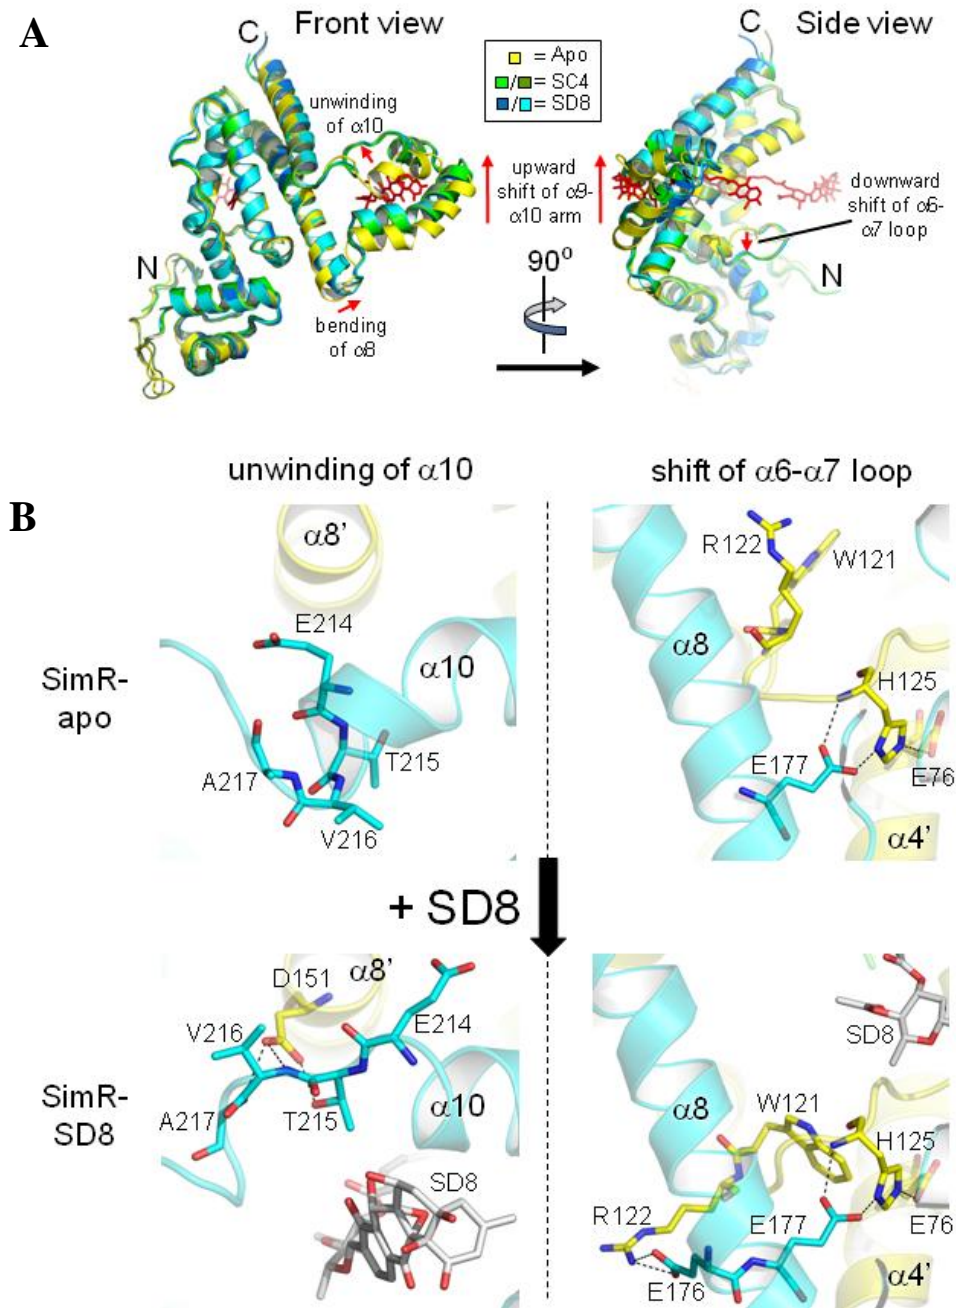 A
Front view
Side view
C
C
= Apo
/ = SC4
/ = SD8
unwinding
of α10
upward
shift of α9-
α10 arm
downward
shift of α6-
α7 loop
N
N
90°
bending
of α8
unwinding of α10
shift of α6-α7 loop
B
SimR-
apo
α8'
E214
α10
T215
A217
V216
R122
W121
α8
H125
E177
E76
α4'
+ SD8
SimR-
SD8
D151
α8'
V216
E214
A217
T215
α10
SD8
SD8
α8
W121
H125
R122
E177
E76
E176
α4'